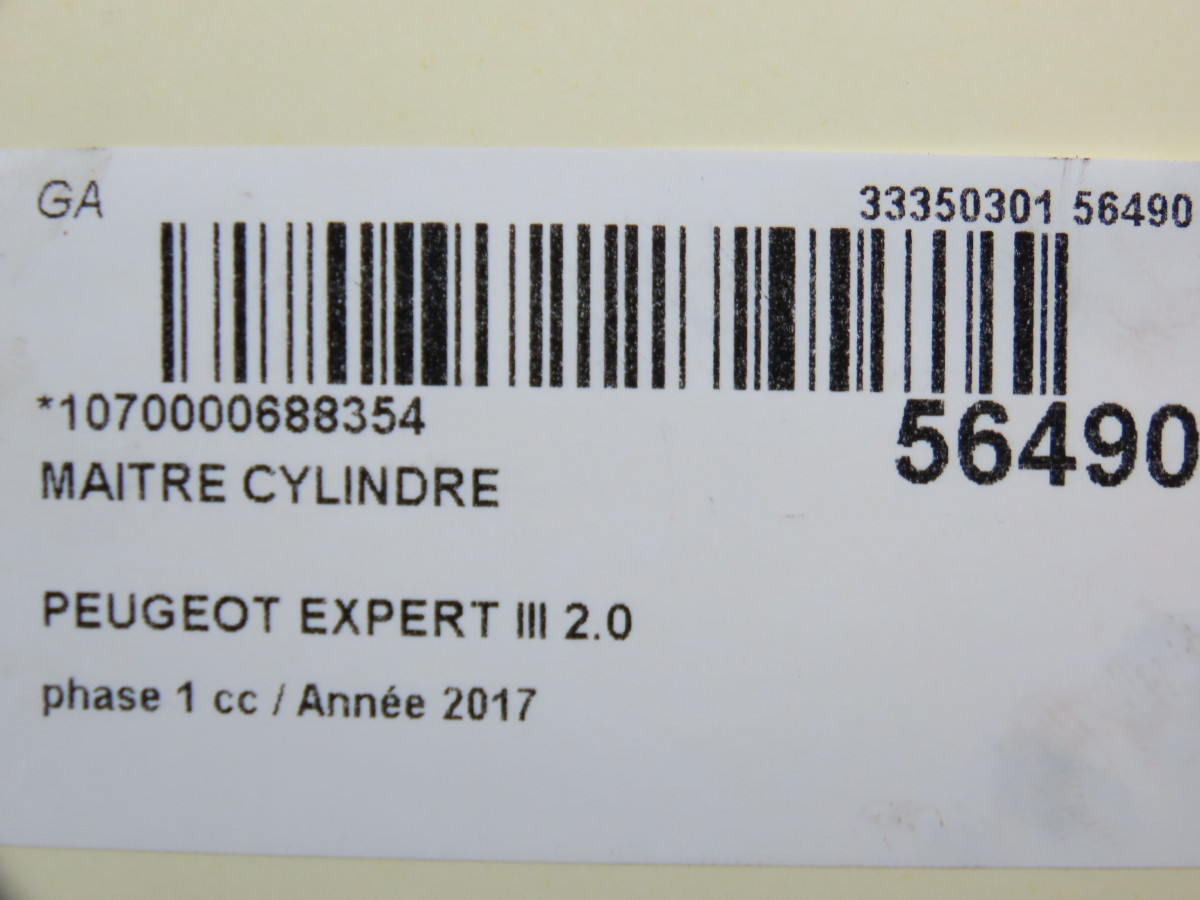 GA
33350301 56490
*1070000688354
56490
MAITRE CYLINDRE
PEUGEOT EXPERT III 2.0
phase 1 cc / Année 2017